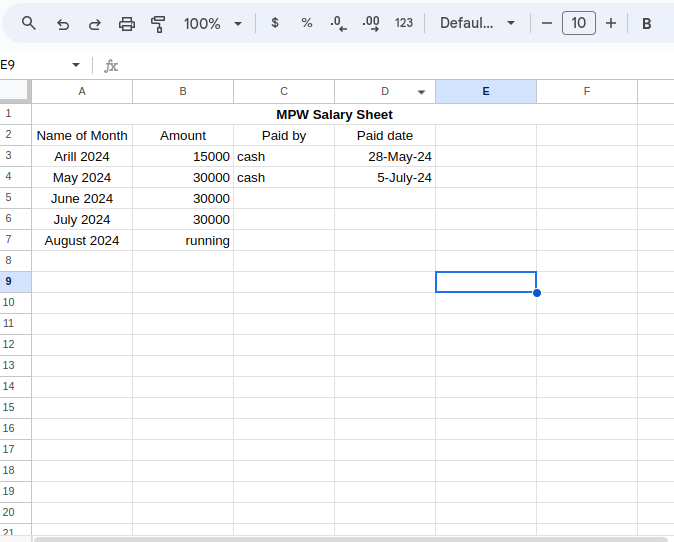 100% $ % .0 .00 123 Defaul... 10 B
E9 fx
A B C D E F
1 MPW Salary Sheet
2 Name of Month Amount Paid by Paid date
3 Arill 2024 15000 cash 28-May-24
4 May 2024 30000 cash 5-July-24
5 June 2024 30000
6 July 2024 30000
7 August 2024 running
8
9
10
11
12
13
14
15
16
17
18
19
20
21